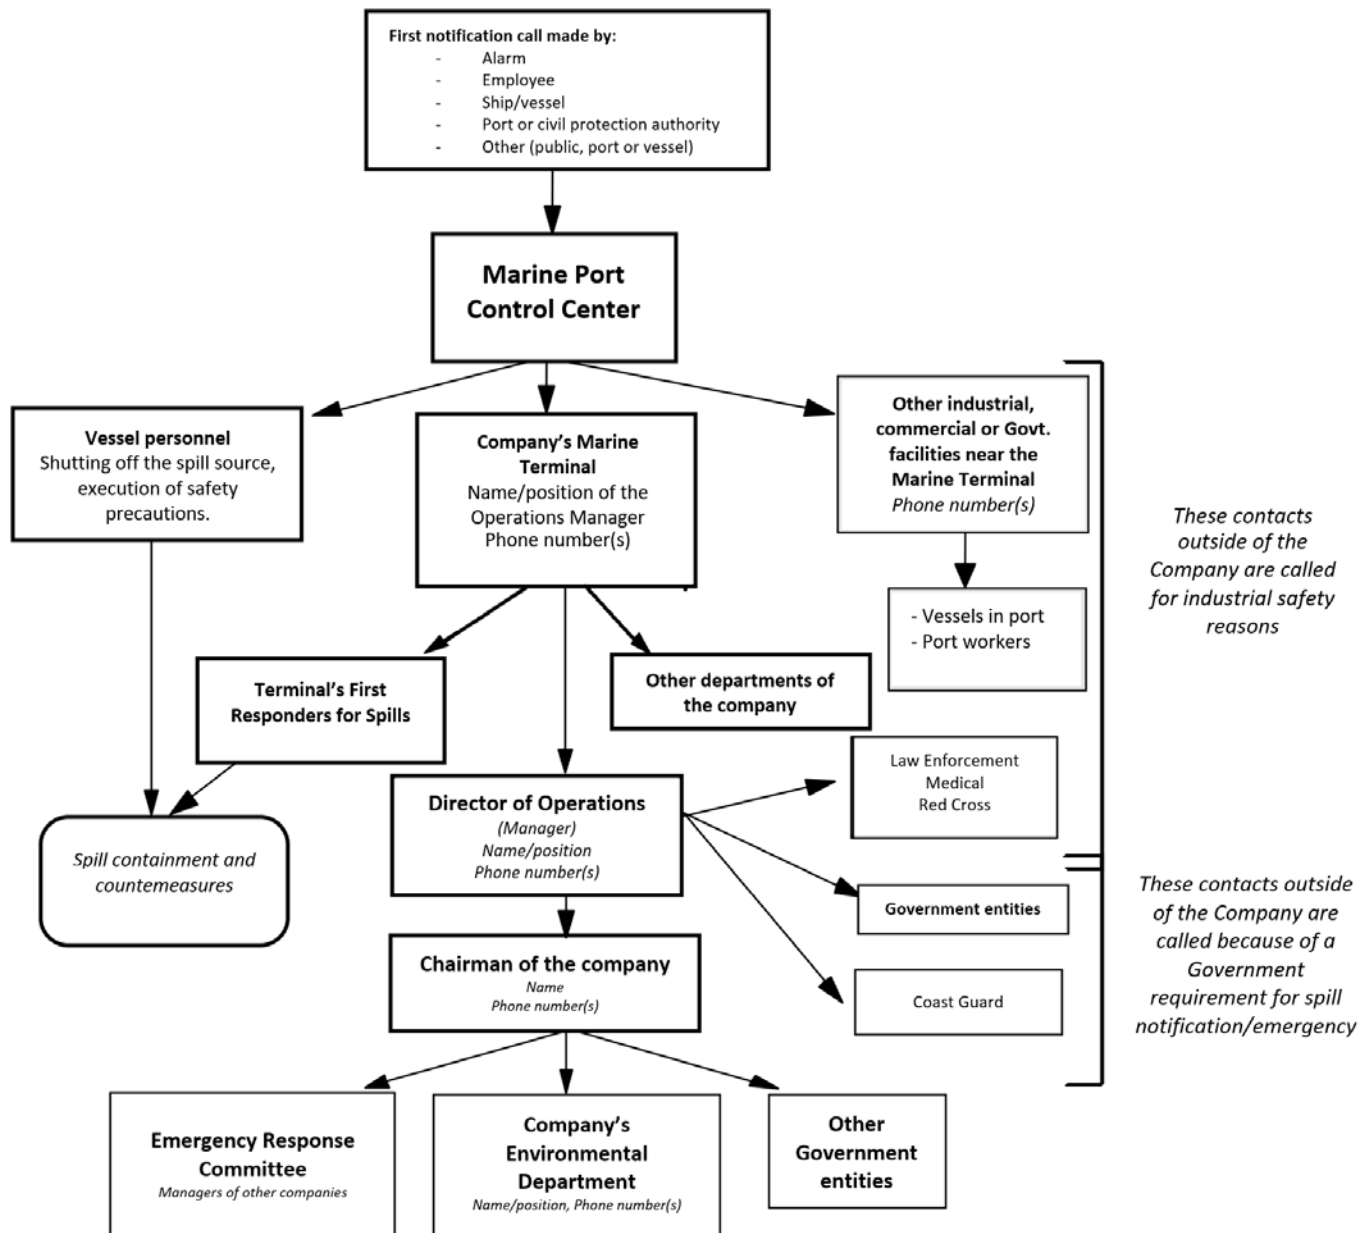 First notification call made by:
- Alarm
- Employee
- Ship/vessel
- Port or civil protection authority
- Other (public, port or vessel)
Marine Port
Control Center
Vessel personnel
Shutting off the spill source,
execution of safety
precautions.
Company's Marine
Terminal
Name/position of the
Operations Manager
Phone number(s)
Other industrial,
commercial or Govt.
facilities near the
Marine Terminal
Phone number(s)
These contacts
outside of the
Company are called
for industrial safety
reasons
- Vessels in port
- Port workers
Terminal's First
Responders for Spills
Other departments of
the company
Law Enforcement
Medical
Red Cross
Director of Operations
(Manager)
Name/position
Phone number(s)
Spill containment and
countemeasures
Government entities
These contacts outside
of the Company are
called because of a
Government
requirement for spill
notification/emergency
Chairman of the company
Name
Phone number(s)
Coast Guard
Emergency Response
Committee
Managers of other companies
Company's
Environmental
Department
Name/position, Phone number(s)
Other
Government
entities